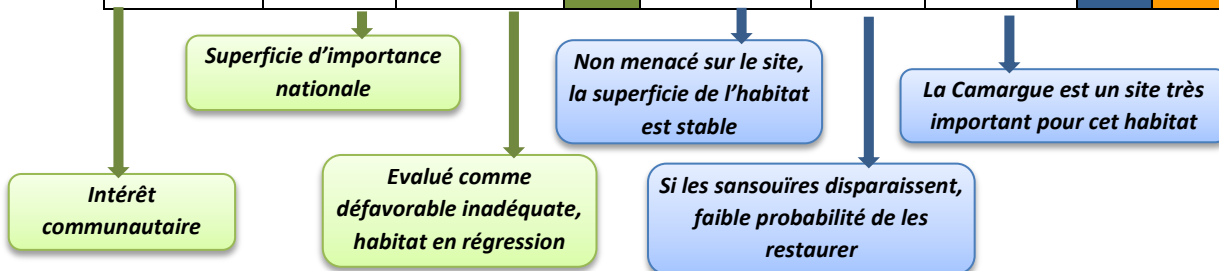 Superficie d'importance
nationale
Non menacé sur le site,
la superficie de l'habitat
est stable
La Camargue est un site très
important pour cet habitat
Intérêt
communautaire
Evalué comme
défavorable inadéquate,
habitat en régression
Si les sansouïres disparaissent,
faible probabilité de les
restaurer